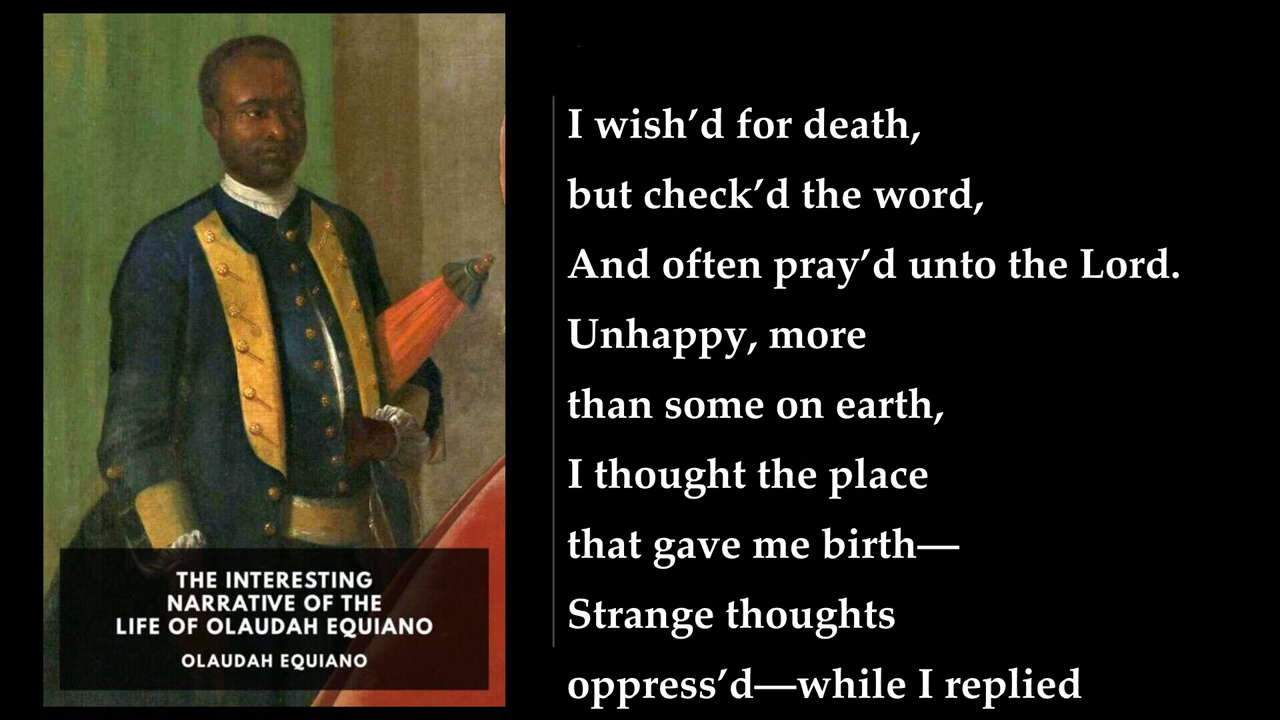 THE INTERESTING
NARRATIVE OF THE
LIFE OF OLAUDAH EQUIANO
OLAUDAH EQUIANO
I wish’d for death,
but check’d the word,
And often pray’d unto the Lord.
Unhappy, more
than some on earth,
I thought the place
that gave me birth—
Strange thoughts
oppress’d—while I replied